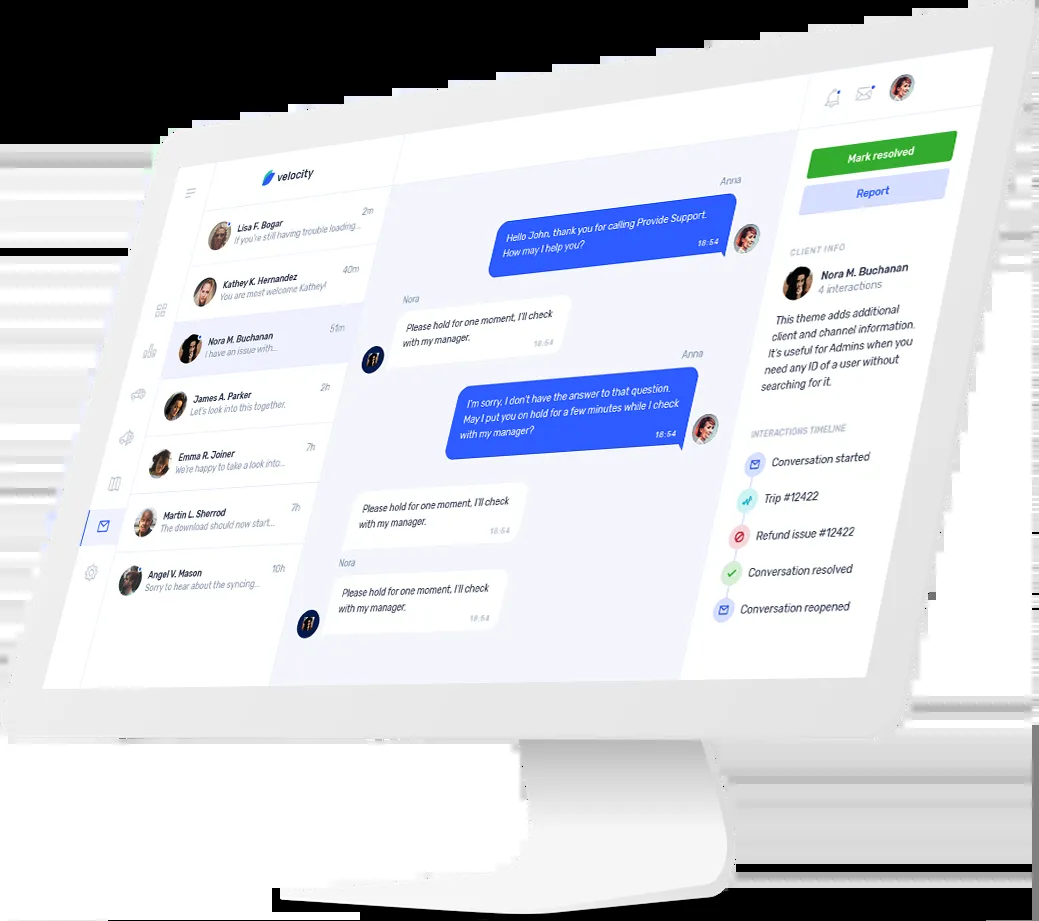 velocity
Lisa F. Bogar
2m
If you're still having trouble loading...
Kathey K. Hernandez
40m
You are most welcome Kathey!
Nora M. Buchanan
51m
I have an issue with...
James A. Parker
2h
Let's look into this together.
Emma R. Joiner
7h
We're happy to take a look into...
Martin L. Sherrod
7h
The download should now start...
Angel V. Mason
10h
Sorry to hear about the syncing...
Anna
Hello John, thank you for calling Provide Support.
How may I help you?
18:54
Nora
Please hold for one moment, I'll check
with my manager.
18:54
Anna
I'm sorry, I don't have the answer to that question.
May I put you on hold for a few minutes while I check
with my manager?
18:54
Please hold for one moment, I'll check
with my manager.
18:54
Nora
Please hold for one moment, I'll check
with my manager.
18:54
Mark resolved
Report
CLIENT INFO
Nora M. Buchanan
4 interactions
This theme adds additional
client and channel information.
It's useful for Admins when you
need any ID of a user without
searching for it.
INTERACTIONS TIMELINE
Conversation started
Trip #12422
Refund issue #12422
Conversation resolved
Conversation reopened